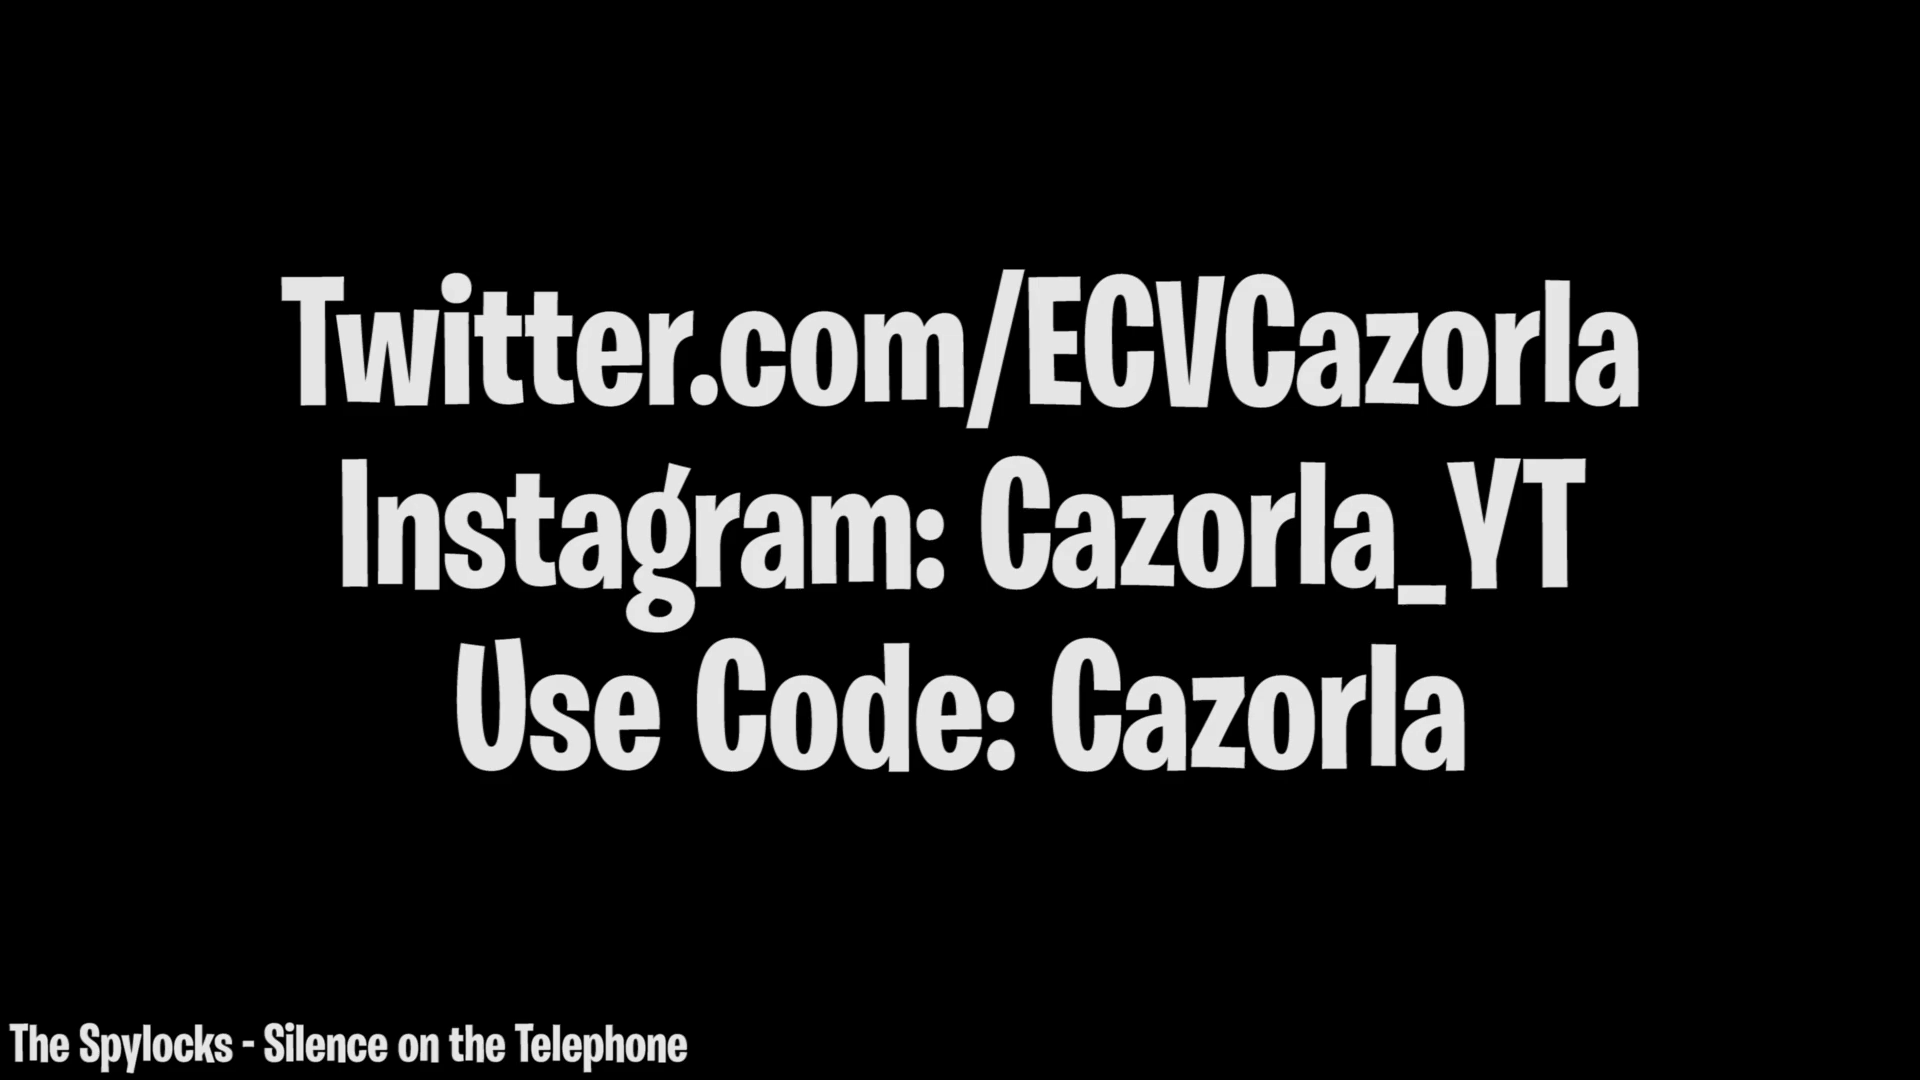 Twitter.com/ECVCazorla
Instagram: Cazorla_YT
Use Code: Cazorla
The Spylocks - Silence on the Telephone